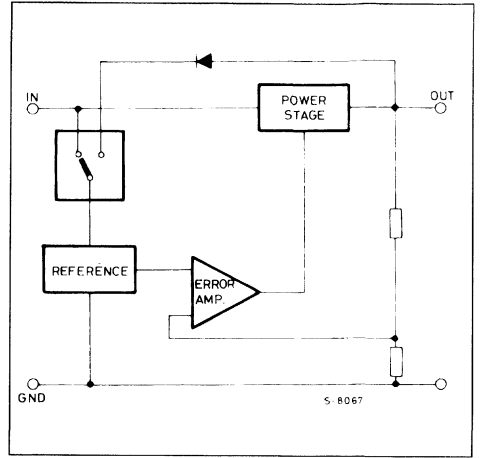 IN
POWER
STAGE
OUT
REFERENCE
ERROR
AMP.
GND
S-8067